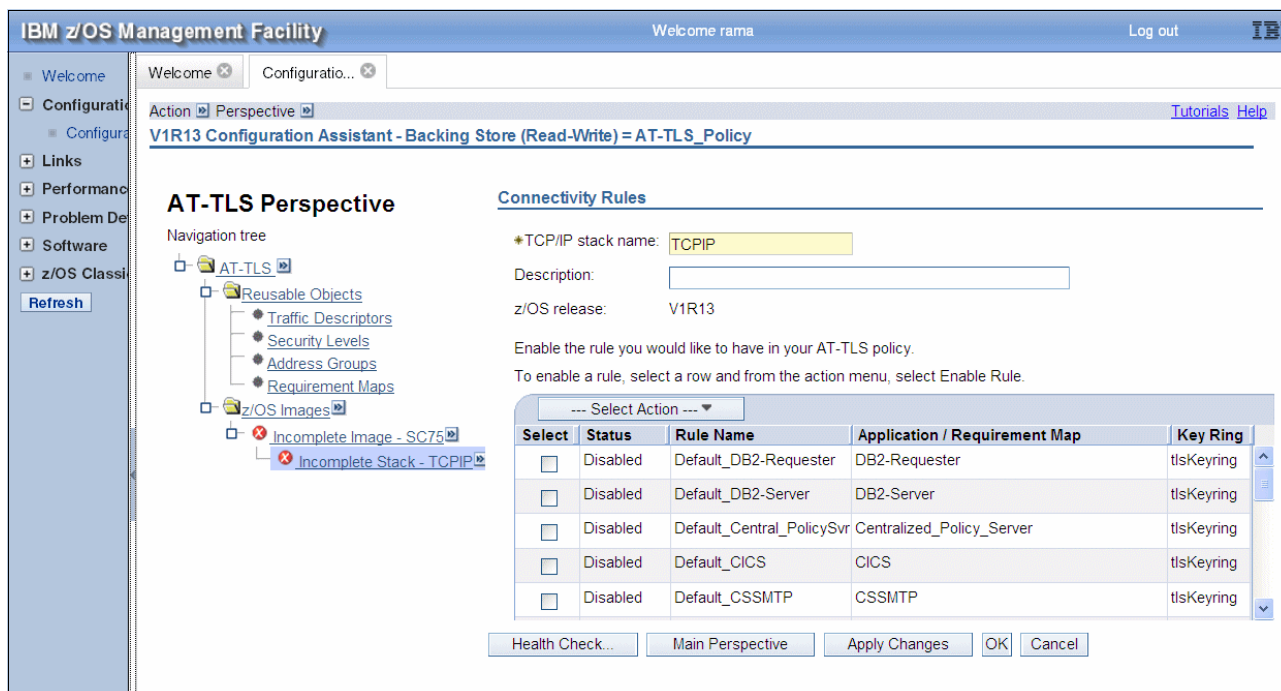 IBM z/OS Management Facility
Welcome rama
Log out
Welcome
Configuratio
Configura
Links
Performanc
Problem De
Software
z/OS Classi
Refresh
Welcome
Configuratio...
Action Perspective
Tutorials Help
V1R13 Configuration Assistant - Backing Store (Read-Write) = AT-TLS_Policy
AT-TLS Perspective
Navigation tree
AT-TLS
Reusable Objects
Traffic Descriptors
Security Levels
Address Groups
Requirement Maps
z/OS Images
Incomplete Image - SC75
Incomplete Stack - TCPIP
Connectivity Rules
*TCP/IP stack name: TCPIP
Description:
z/OS release: V1R13
Enable the rule you would like to have in your AT-TLS policy.
To enable a rule, select a row and from the action menu, select Enable Rule.
--- Select Action ---
Select Status Rule Name Application / Requirement Map Key Ring
Disabled Default_DB2-Requester DB2-Requester tlsKeyring
Disabled Default_DB2-Server DB2-Server tlsKeyring
Disabled Default_Central_PolicySvr Centralized_Policy_Server tlsKeyring
Disabled Default_CICS CICS tlsKeyring
Disabled Default_CSSMTP CSSMTP tlsKeyring
Health Check... Main Perspective Apply Changes OK Cancel